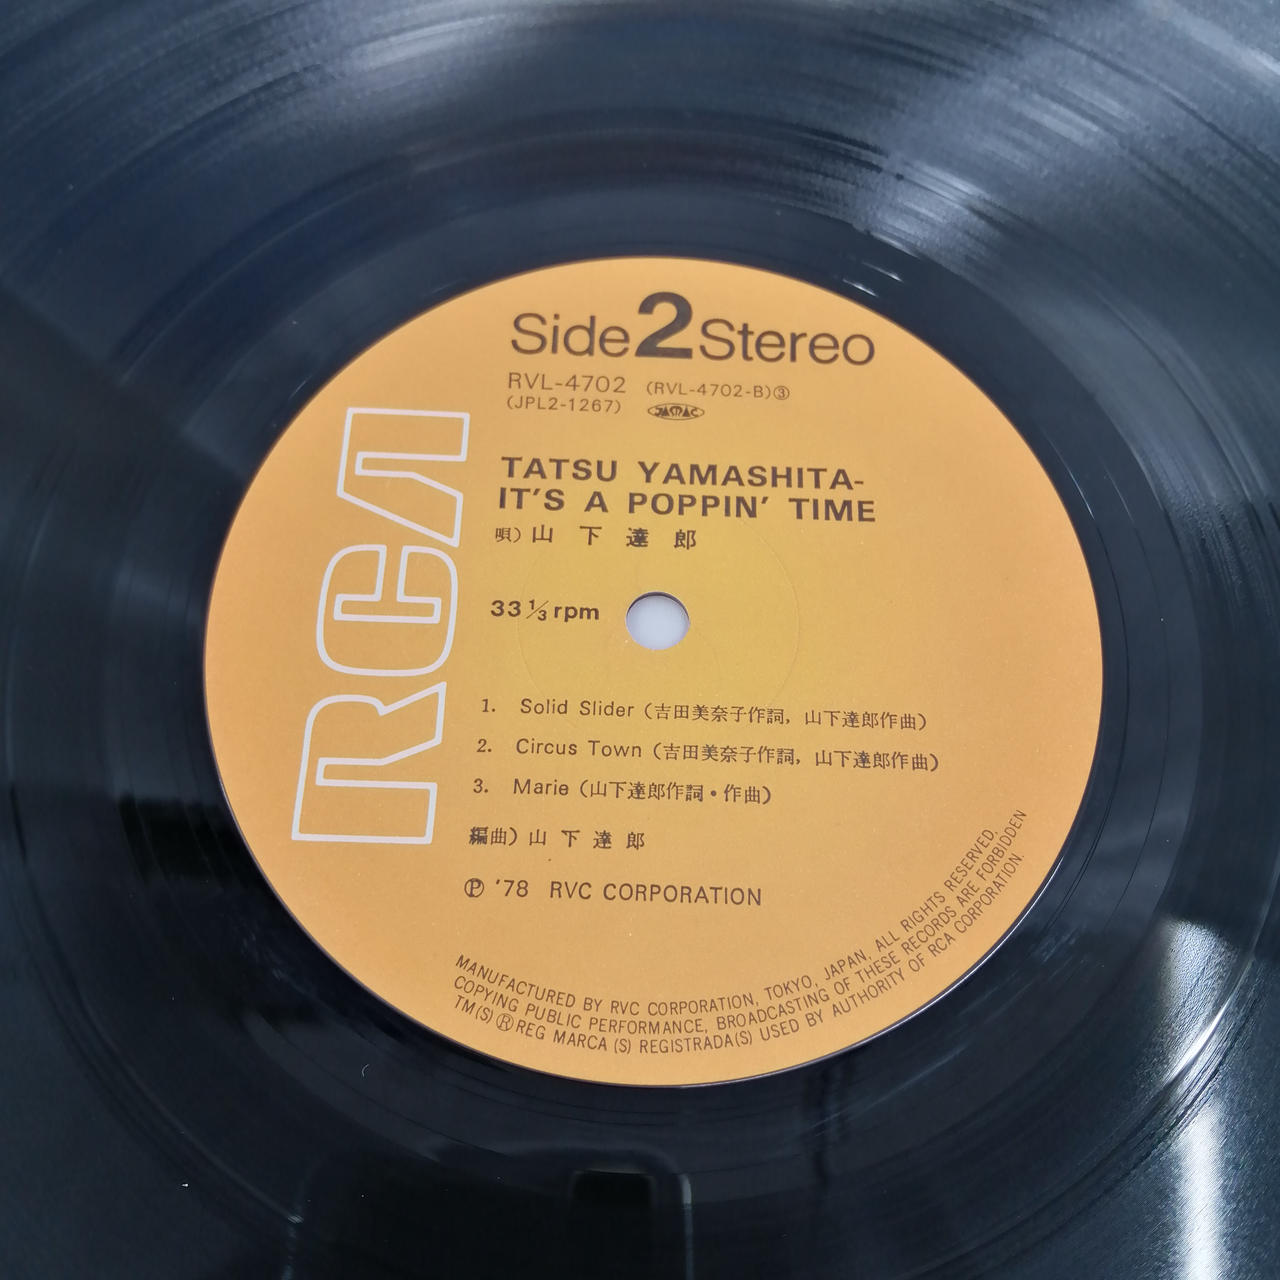 Side 2 Stereo
RVL-4702 (RVL-4702-B)③
(JPL2-1267) JASRAC
TATSU YAMASHITA-
IT'S A POPPIN' TIME
唄) 山下達郎
33 1/3 rpm
RCA
1. Solid Slider (吉田美奈子作詞, 山下達郎作曲)
2. Circus Town (吉田美奈子作詞, 山下達郎作曲)
3. Marie (山下達郎作詞・作曲)
編曲) 山下達郎
Ⓟ '78 RVC CORPORATION
MANUFACTURED BY RVC CORPORATION, TOKYO, JAPAN, ALL RIGHTS RESERVED,
COPYING PUBLIC PERFORMANCE, BROADCASTING OF THESE RECORDS ARE FORBIDDEN
TM(S) Ⓡ REG MARCA (S) REGISTRADA(S) USED BY AUTHORITY OF RCA CORPORATION.